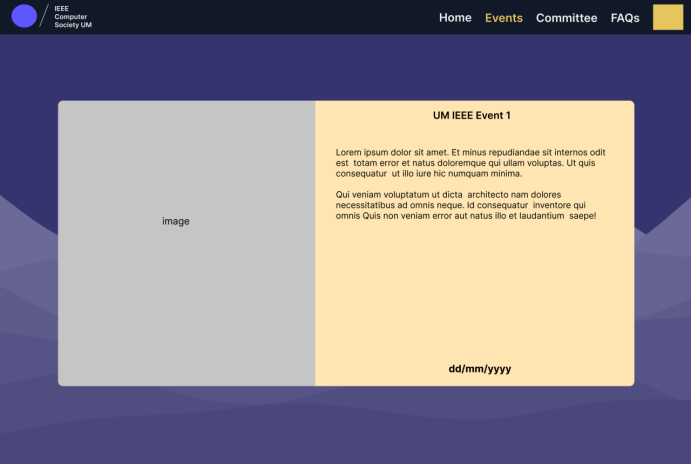 IEEE
Computer
Society UM
Home Events Committee FAQs
UM IEEE Event 1
Lorem ipsum dolor sit amet. Et minus repudiandae sit internos odit
est totam error et natus doloremque qui ullam voluptas. Ut quis
consequatur ut illo iure hic numquam minima.
Qui veniam voluptatum ut dicta architecto nam dolores
necessitatibus ad omnis neque. Id consequatur inventore qui
omnis Quis non veniam error aut natus illo et laudantium saepe!
image
dd/mm/yyyy